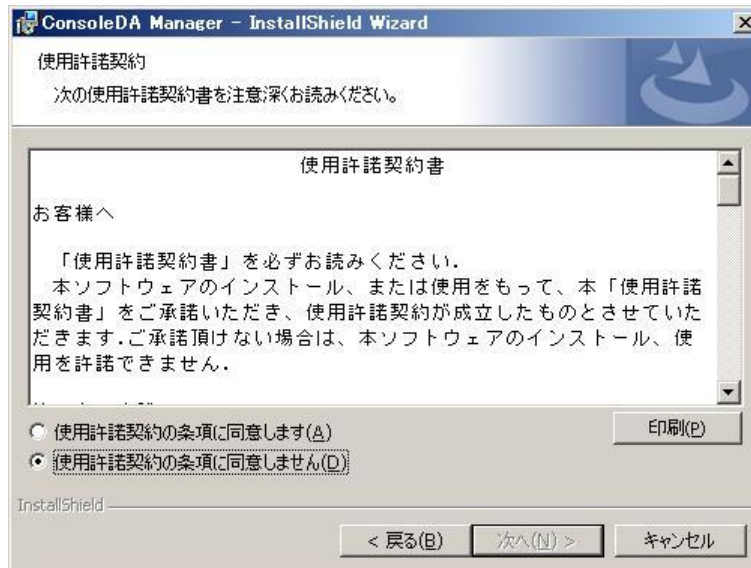 ConsoleDA Manager - InstallShield Wizard
使用許諾契約
次の使用許諾契約書を注意深くお読みください。
使用許諾契約書
お客様へ
「使用許諾契約書」を必ずお読みください.
本ソフトウェアのインストール、または使用をもって、本「使用許諾
契約書」をご承諾いただき、使用許諾契約が成立したものとさせていた
だきます.ご承諾頂けない場合は、本ソフトウェアのインストール、使
用を許諾できません.
使用許諾契約の条項に同意します(A)
印刷(P)
使用許諾契約の条項に同意しません(D)
InstallShield
< 戻る(B)
次へ(N) >
キャンセル